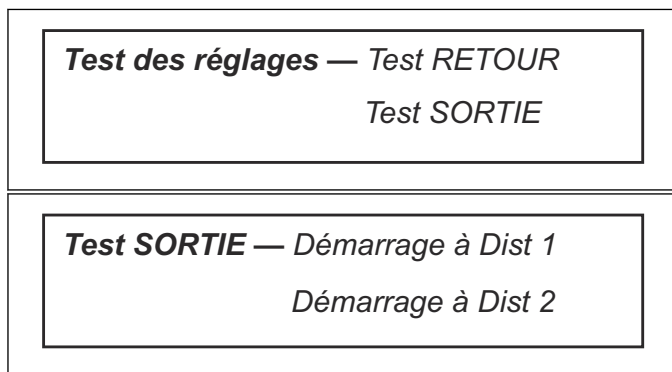 Test des réglages — Test RETOUR
Test SORTIE
Test SORTIE — Démarrage à Dist 1
Démarrage à Dist 2